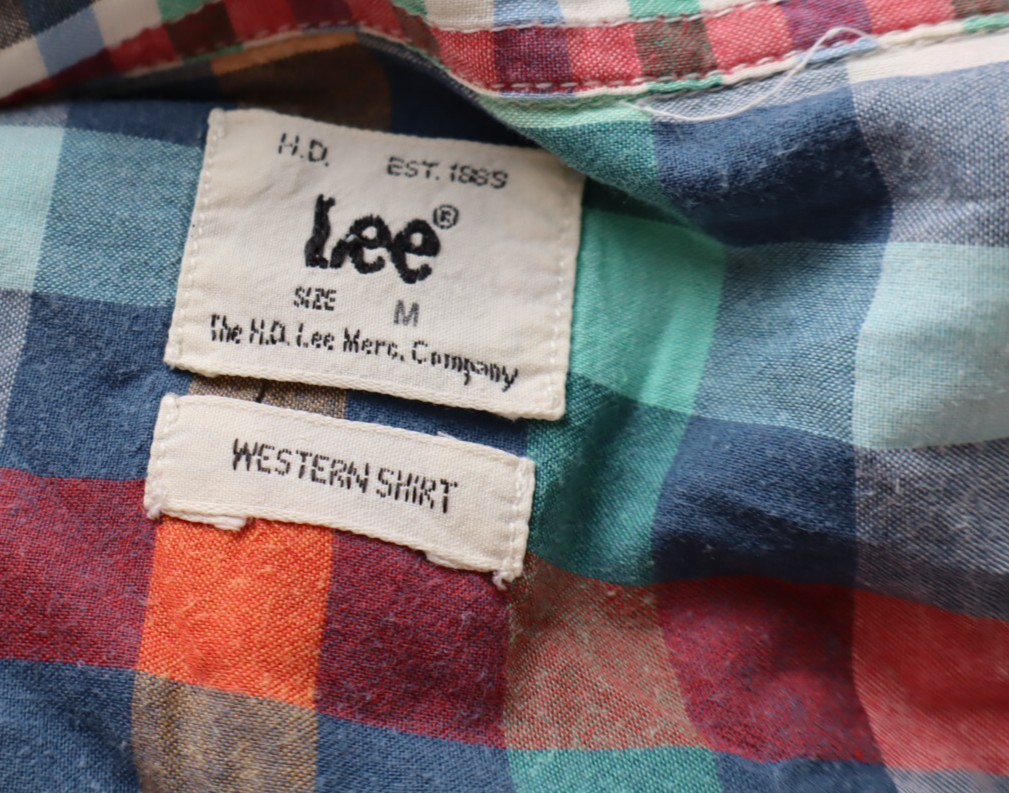 H.D. EST. 1889
Lee®
SIZE M
The H.D. Lee Merc. Company
WESTERN SHIRT